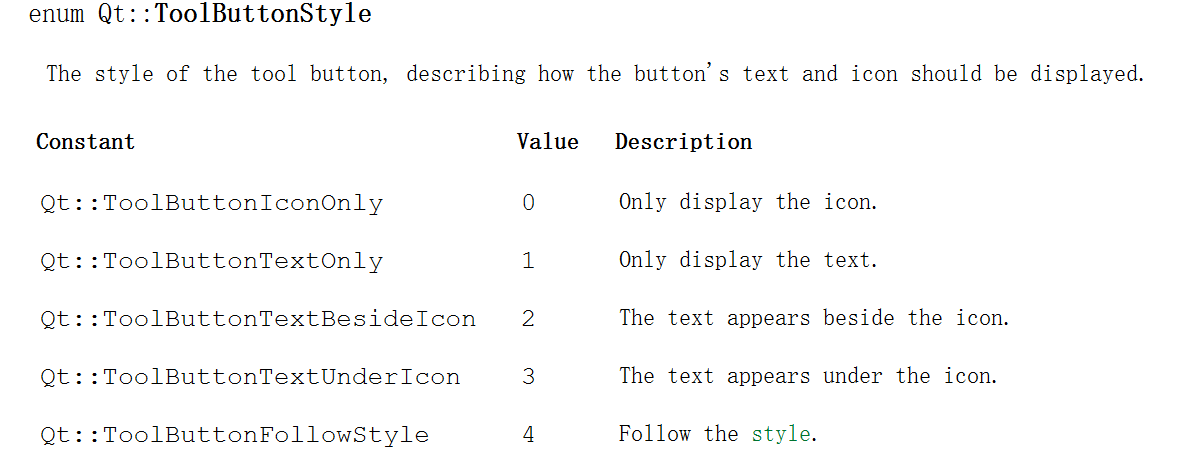 enum Qt::ToolButtonStyle
The style of the tool button, describing how the button's text and icon should be displayed.
Constant Value Description
Qt::ToolButtonIconOnly 0 Only display the icon.
Qt::ToolButtonTextOnly 1 Only display the text.
Qt::ToolButtonTextBesideIcon 2 The text appears beside the icon.
Qt::ToolButtonTextUnderIcon 3 The text appears under the icon.
Qt::ToolButtonFollowStyle 4 Follow the style.